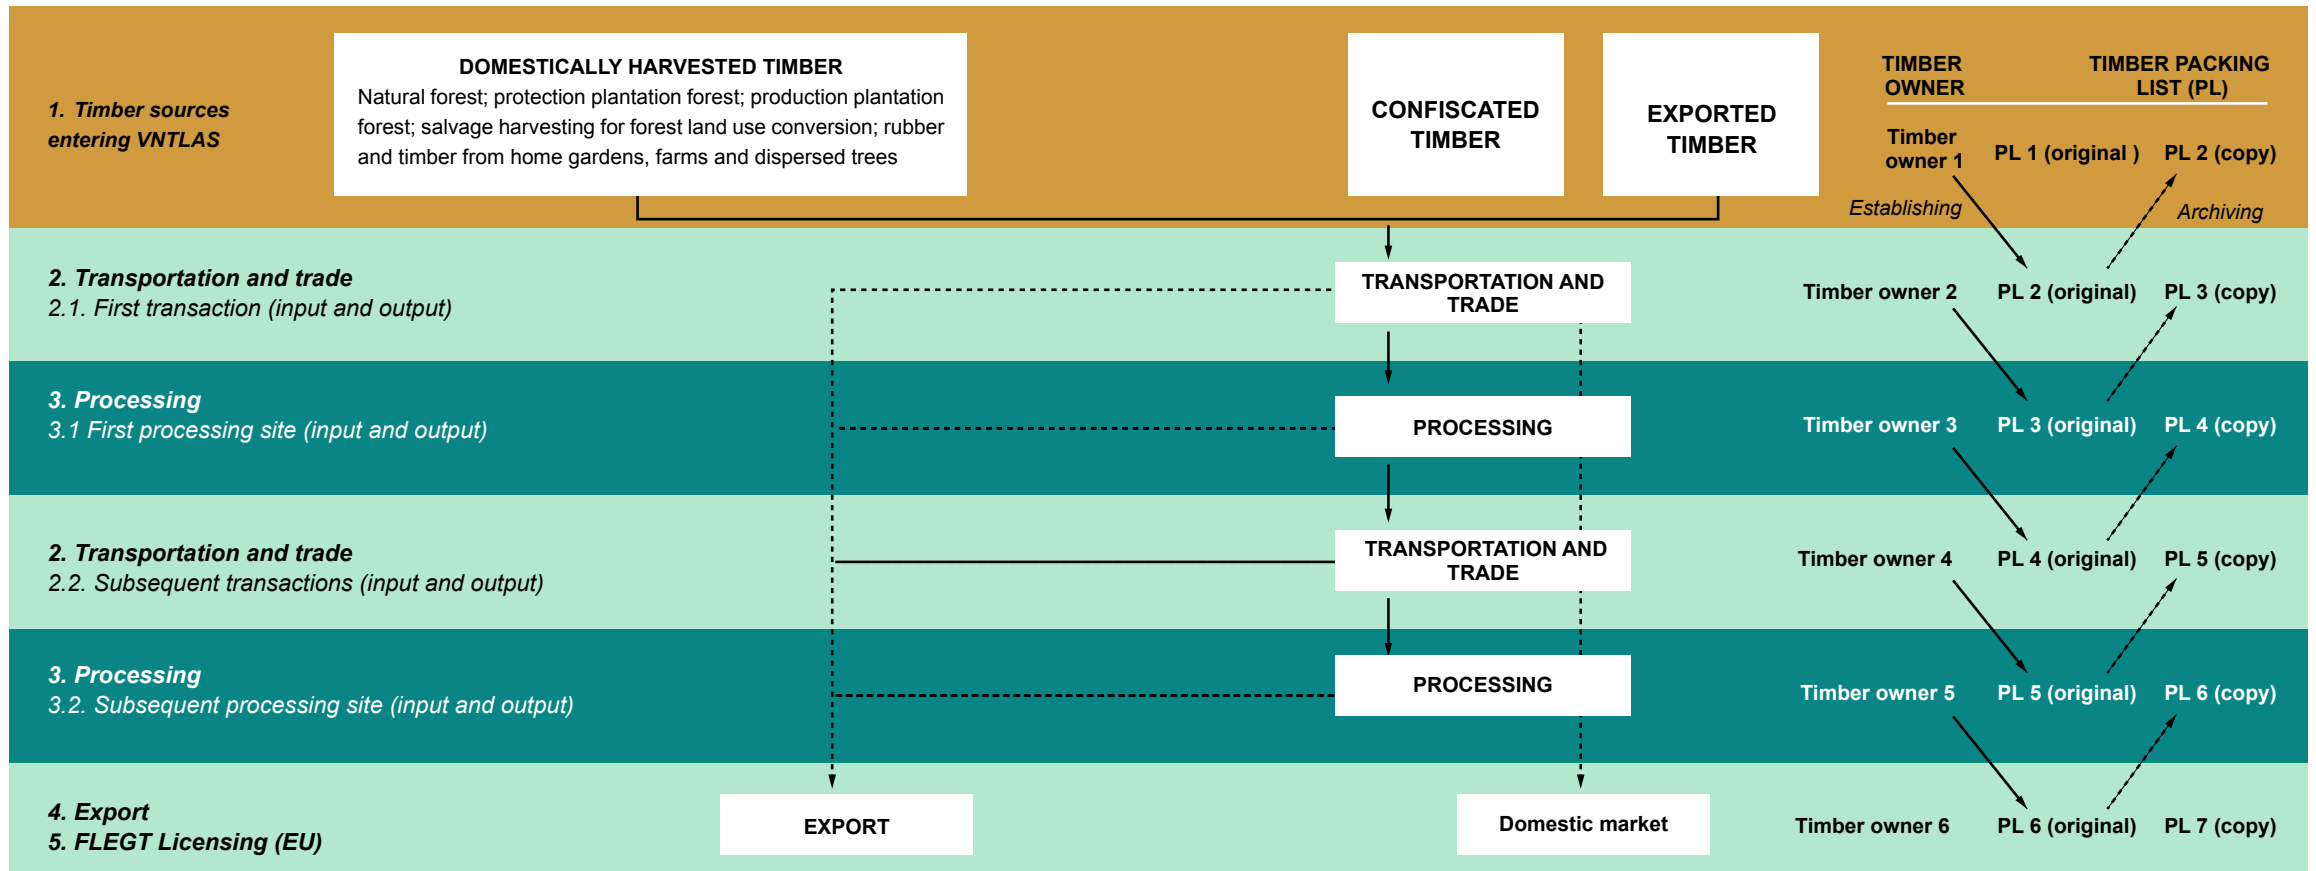 1. Timber sources
entering VNTLAS
DOMESTICALLY HARVESTED TIMBER
Natural forest; protection plantation forest; production plantation
forest; salvage harvesting for forest land use conversion; rubber
and timber from home gardens, farms and dispersed trees
CONFISCATED
TIMBER
EXPORTED
TIMBER
TIMBER
OWNER
TIMBER PACKING
LIST (PL)
Timber
owner 1
PL 1 (original )
PL 2 (copy)
Establishing
Archiving
2. Transportation and trade
2.1. First transaction (input and output)
TRANSPORTATION AND
TRADE
Timber owner 2
PL 2 (original)
PL 3 (copy)
3. Processing
3.1 First processing site (input and output)
PROCESSING
Timber owner 3
PL 3 (original)
PL 4 (copy)
2. Transportation and trade
2.2. Subsequent transactions (input and output)
TRANSPORTATION AND
TRADE
Timber owner 4
PL 4 (original)
PL 5 (copy)
3. Processing
3.2. Subsequent processing site (input and output)
PROCESSING
Timber owner 5
PL 5 (original)
PL 6 (copy)
4. Export
5. FLEGT Licensing (EU)
EXPORT
Domestic market
Timber owner 6
PL 6 (original)
PL 7 (copy)